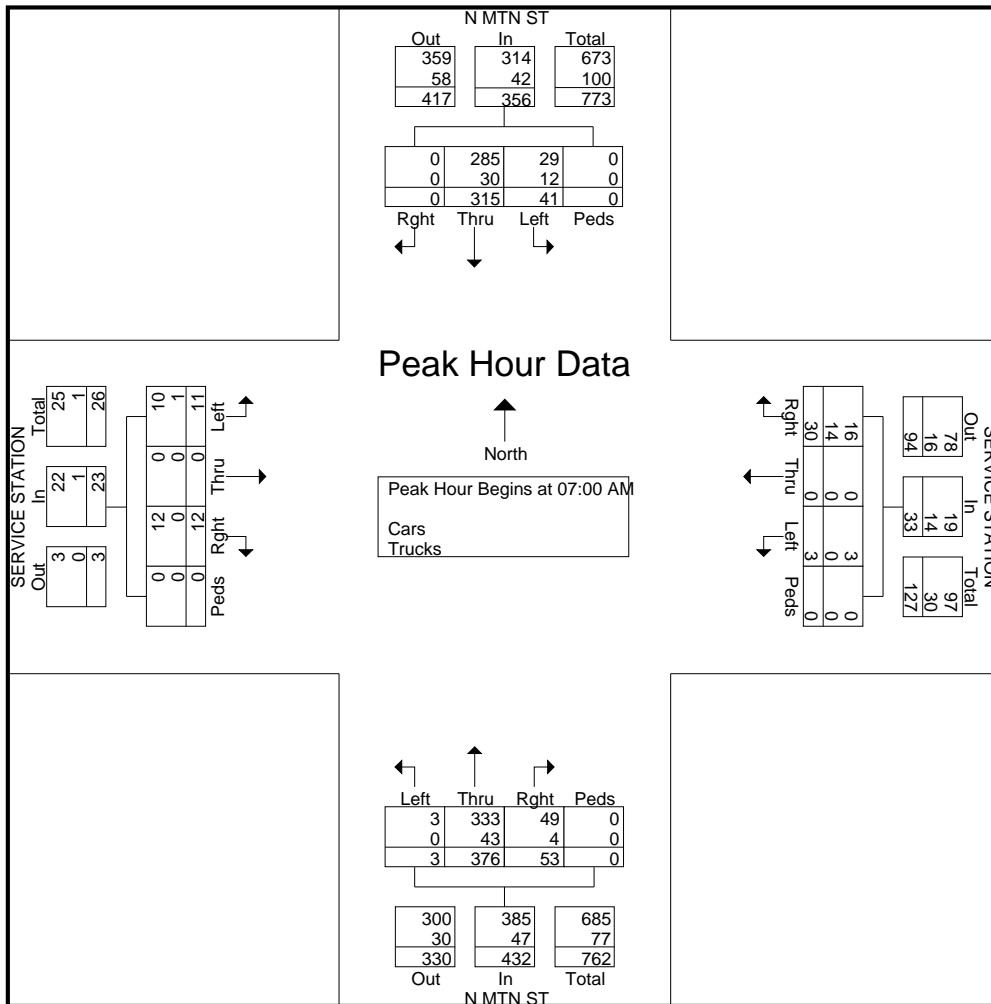 N MTN ST
Out In Total
359 314 673
58 42 100
417 356 773
0 285 29 0
0 30 12 0
0 315 41 0
Rght Thru Left Peds
Peak Hour Data
North
Peak Hour Begins at 07:00 AM
Cars
Trucks
SERVICE STATION
Total In Out
25 22 3
1 1 0
26 23 3
10 0 12 0
1 0 0 0
11 0 12 0
Left Thru Rght Peds
SERVICE STATION
Out In Total
78 19 97
16 14 30
94 33 127
16 0 3 0
14 0 0 0
30 0 3 0
Rght Thru Left Peds
Left Thru Rght Peds
3 333 49 0
0 43 4 0
3 376 53 0
300 385 685
30 47 77
330 432 762
Out In Total
N MTN ST